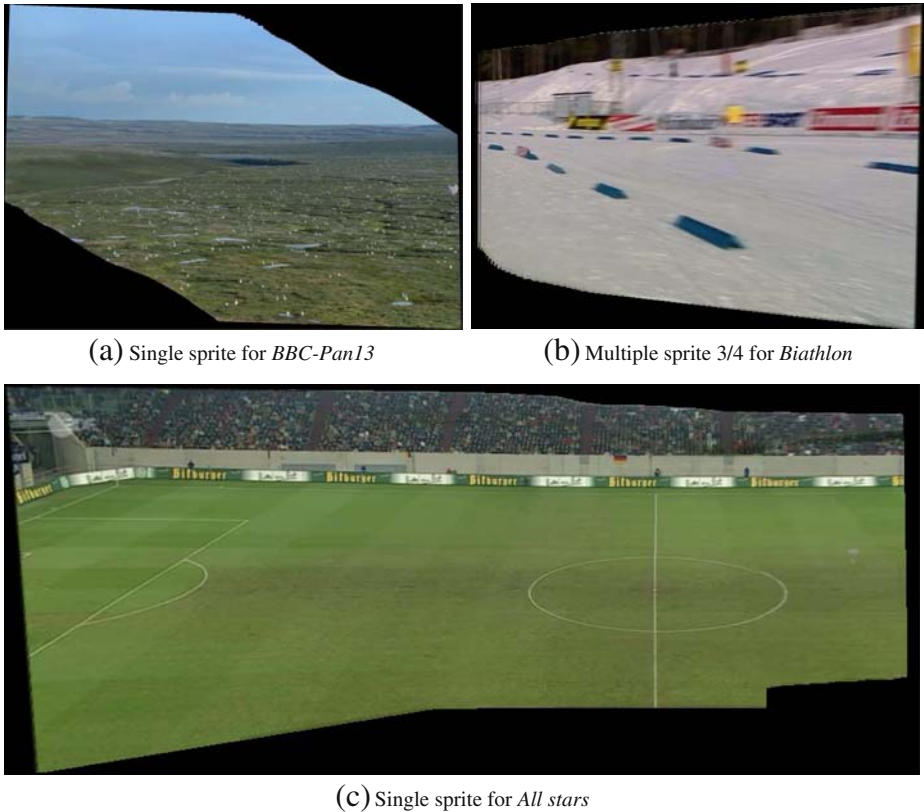 (a) Single sprite for BBC-Pan13
(b) Multiple sprite 3/4 for Biathlon
Bitburger Bitburger Bitburger Bitburger Bitburger
(c) Single sprite for All stars